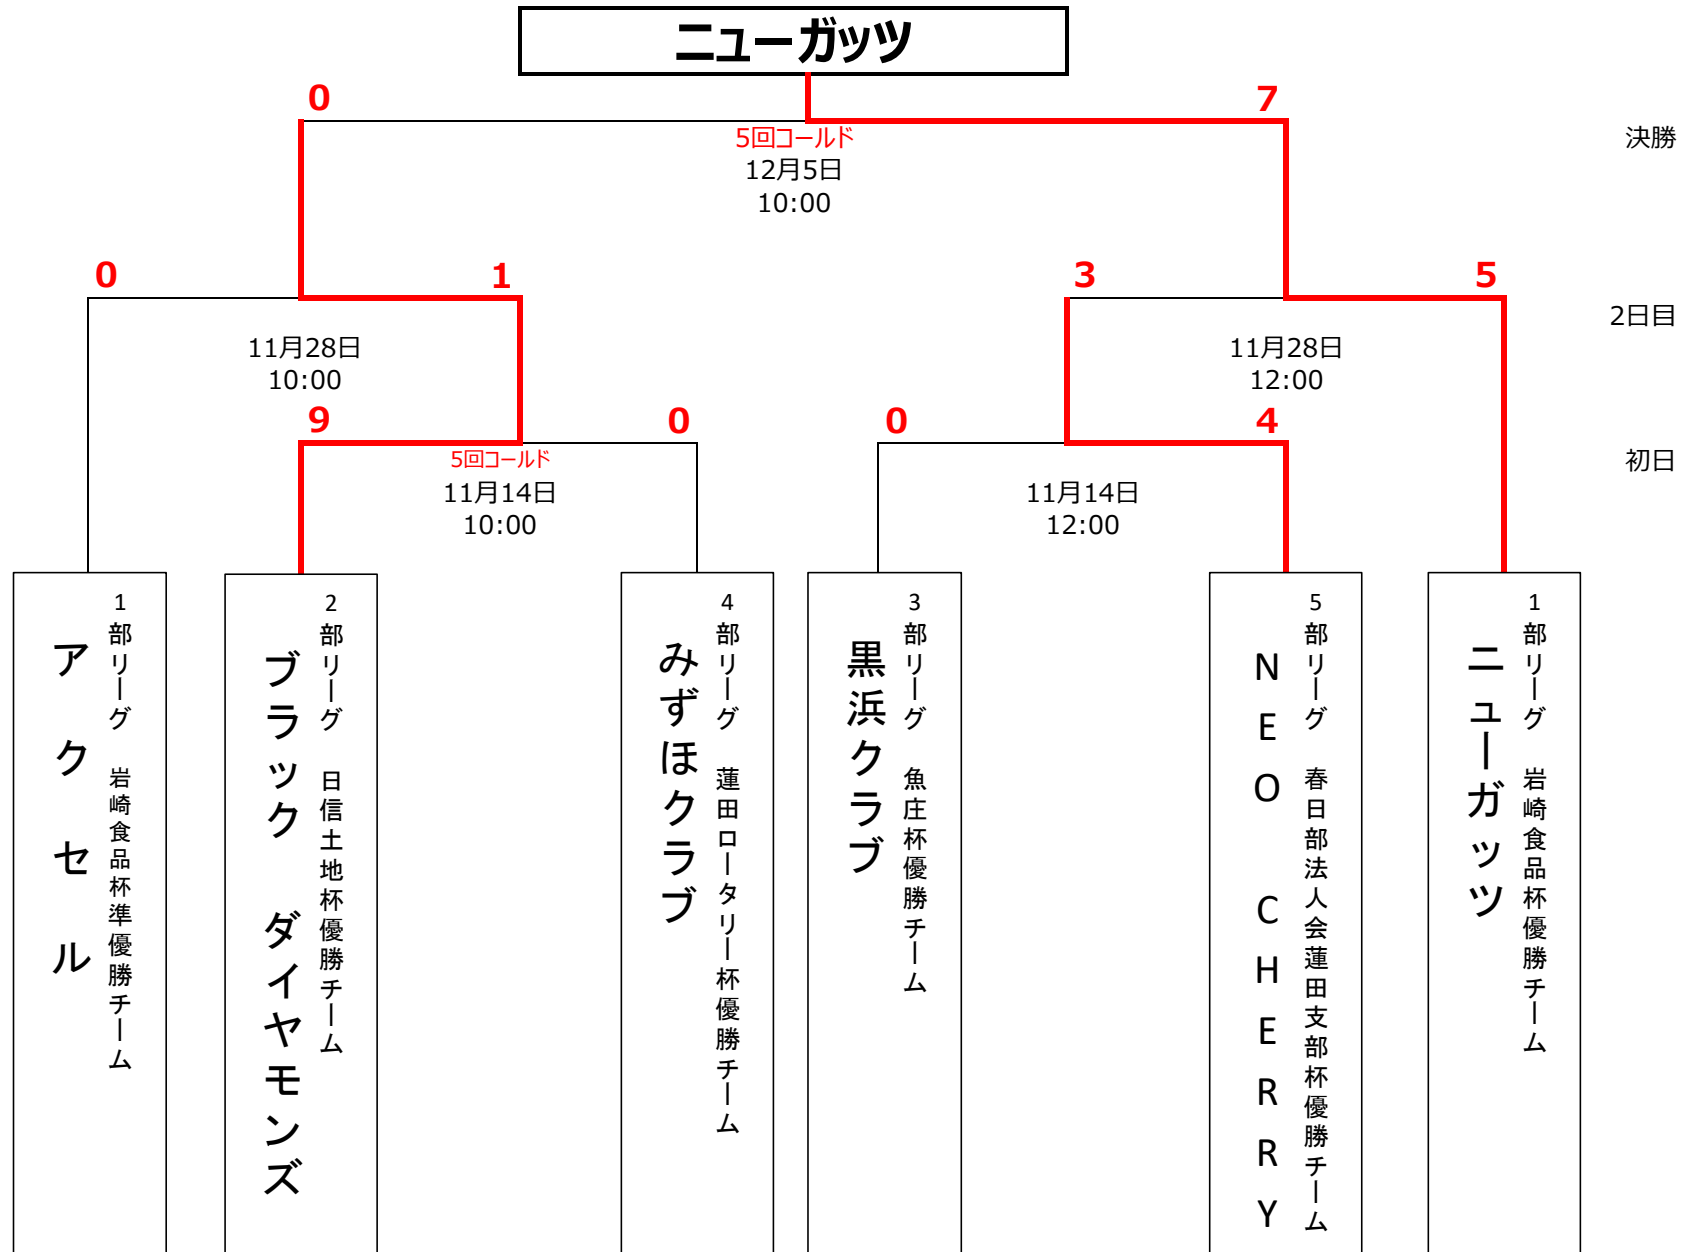 ニューガッツ
0
7
5回コールド
12月5日
10:00
決勝
0
1
3
5
2日目
11月28日
10:00
11月28日
12:00
9
0
0
4
初日
5回コールド
11月14日
10:00
11月14日
12:00
1部リーグ 岩崎食品杯準優勝チーム
アクセル
2部リーグ 日信土地杯優勝チーム
ブラック ダイヤモンズ
4部リーグ 蓮田ロータリー杯優勝チーム
みずほクラブ
3部リーグ 魚庄杯優勝チーム
黒浜クラブ
5部リーグ 春日部法人会蓮田支部杯優勝チーム
NEO CHERRY
1部リーグ 岩崎食品杯優勝チーム
ニューガッツ